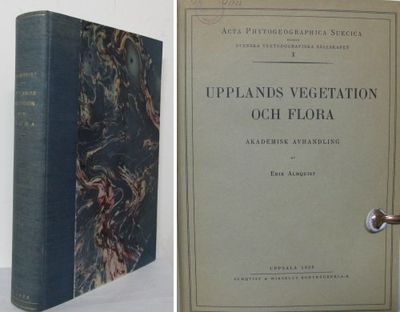 ACTA PHYTOGEOGRAPHICA SUECICA
SVENSKA VÄXTGEOGRAFISKA SÄLLSKAPET
1
UPPLANDS VEGETATION
OCH FLORA
AKADEMISK AVHANDLING
AV
ERIK ALMQUIST
UPPSALA 1929
ALMQVIST & WIKSELLS BOKTRYCKERI-A.-B.